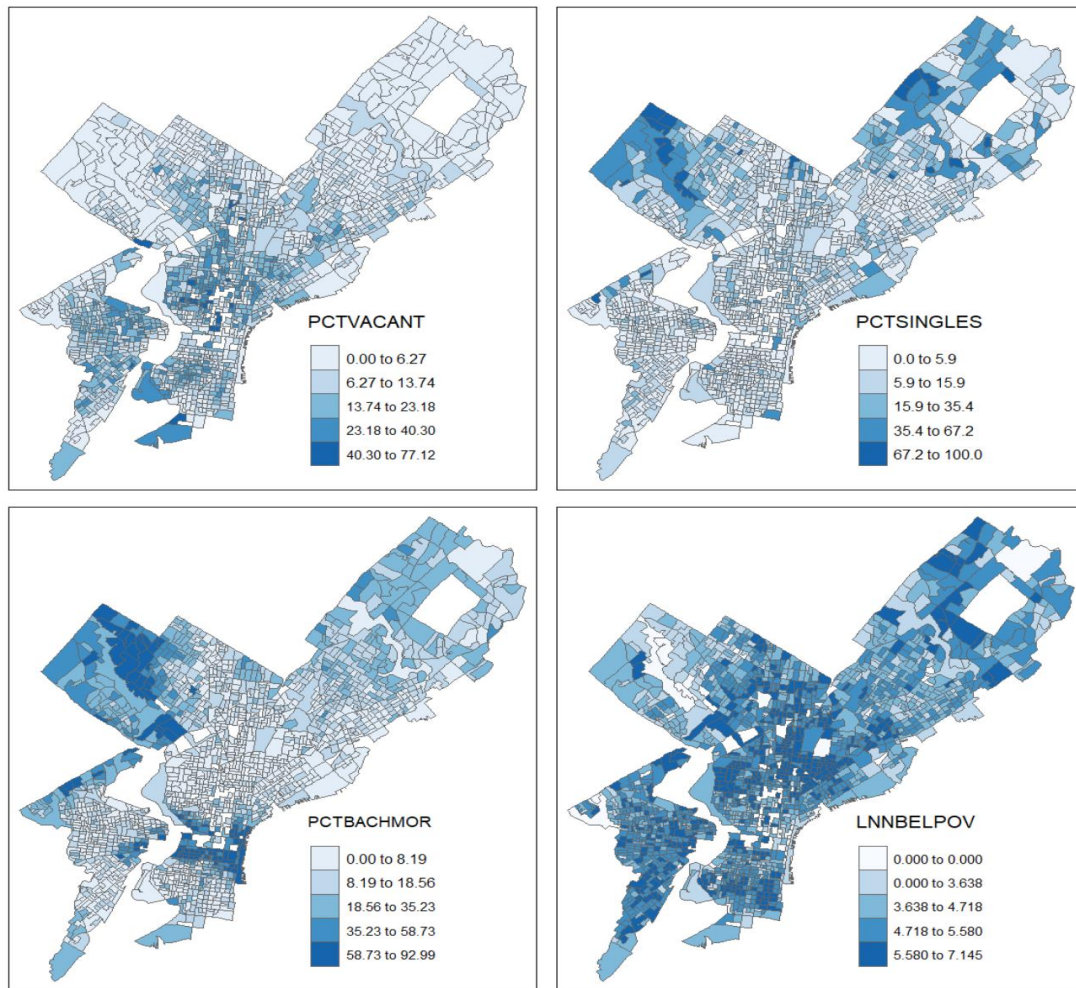 PCTVACANT
0.00 to 6.27
6.27 to 13.74
13.74 to 23.18
23.18 to 40.30
40.30 to 77.12
PCTSINGLES
0.0 to 5.9
5.9 to 15.9
15.9 to 35.4
35.4 to 67.2
67.2 to 100.0
PCTBACHMOR
0.00 to 8.19
8.19 to 18.56
18.56 to 35.23
35.23 to 58.73
58.73 to 92.99
LNNBELPOV
0.000 to 0.000
0.000 to 3.638
3.638 to 4.718
4.718 to 5.580
5.580 to 7.145